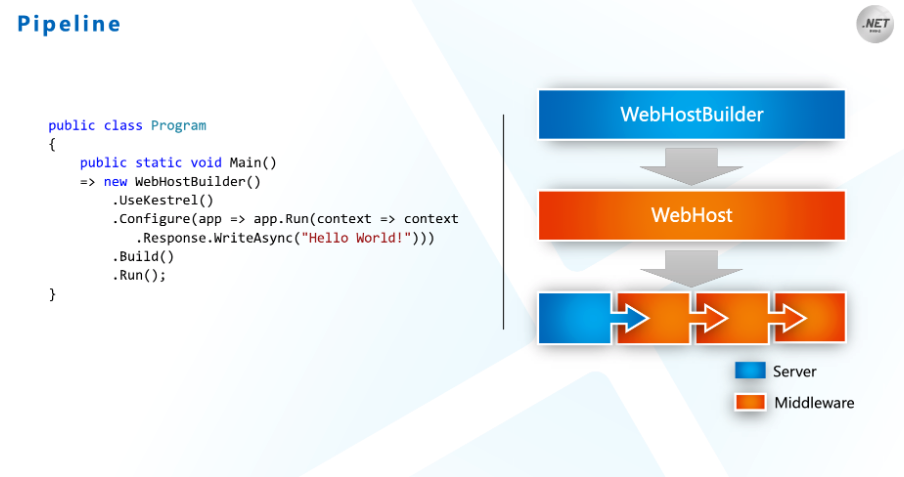 Pipeline
.NET
public class Program
{
    public static void Main()
    => new WebHostBuilder()
        .UseKestrel()
        .Configure(app => app.Run(context => context
           .Response.WriteAsync("Hello World!")))
        .Build()
        .Run();
}
WebHostBuilder
WebHost
Server
Middleware